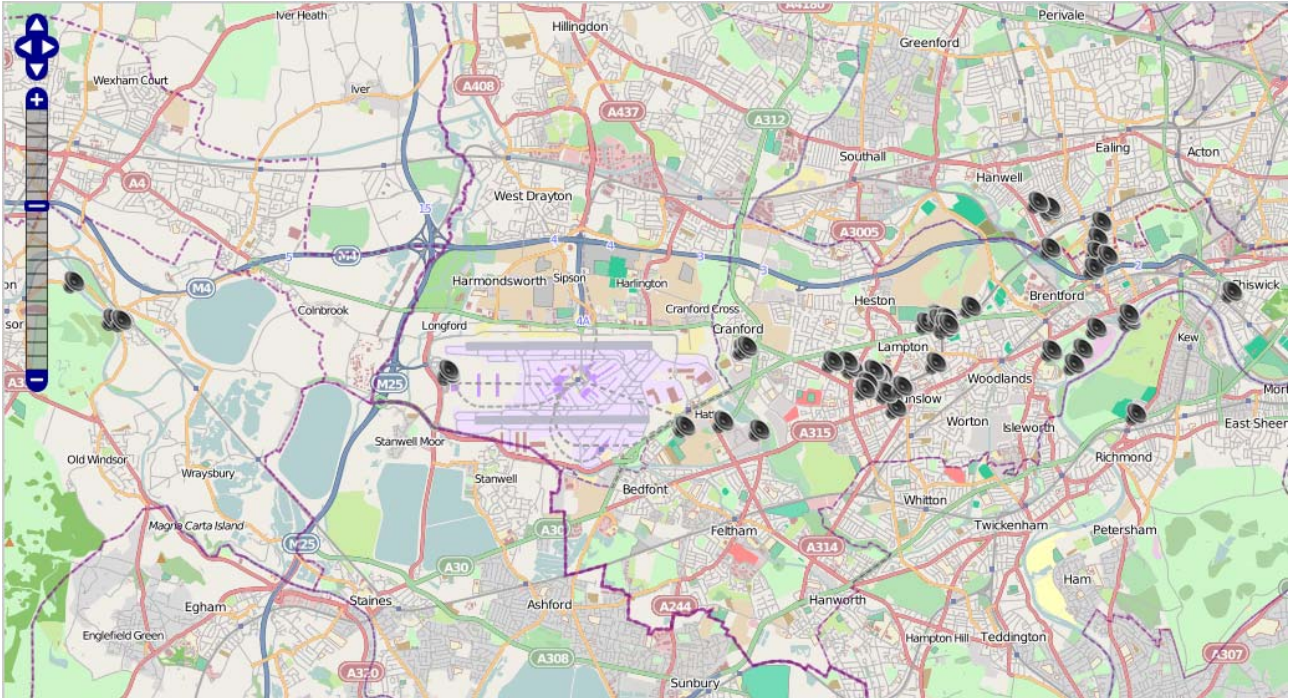 Iver Heath
A4180
Perivale
Hillingdon
Greenford
Wexham Court
A408
Iver
A437
A312
Southall
Ealing
Acton
Hanwell
A4
West Drayton
15
A3005
4
4
M4
5
3
3
2
M4
Harmondsworth
Sipson
Harlington
Heston
Brentford
Chiswick
Colnbrook
Longford
4A
Cranford Cross
Cranford
Lampton
Kew
M25
Woodlands
Worton
Isleworth
East Sheen
A315
Stanwell Moor
Richmond
Old Windsor
Wraysbury
Stanwell
Bedfont
Whitton
Magna Carta Island
A30
Feltham
Twickenham
Petersham
M25
A314
A30
Ham
Egham
Staines
Ashford
A244
Hanworth
Englefield Green
Hampton Hill
Teddington
A308
A320
A307
Sunbury